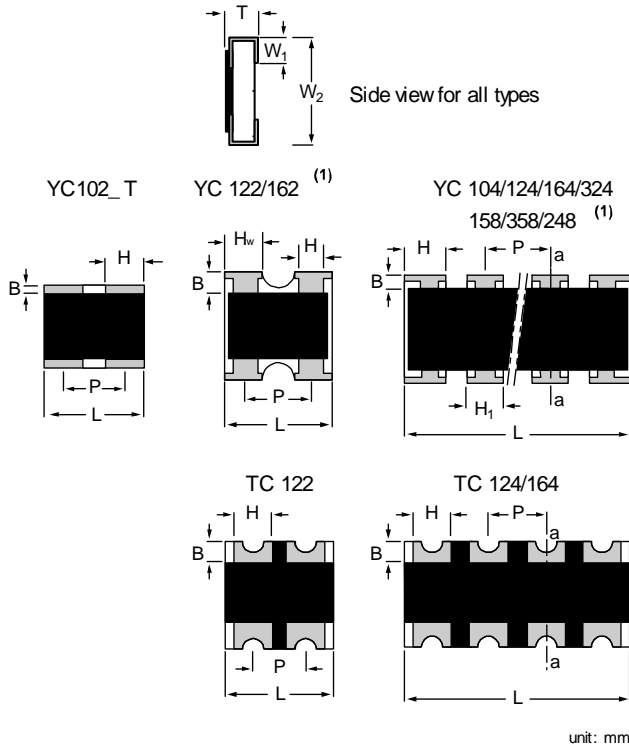 T
W1
W2
Side view for all types
YC102_ T
YC 122/162 (1)
YC 104/124/164/324
158/358/248 (1)
H
Hw
H
H
P
a
B
B
B
P
P
H1
a
L
L
L
TC 122
TC 124/164
H
H
P
a
B
B
P
a
L
L
unit: mm